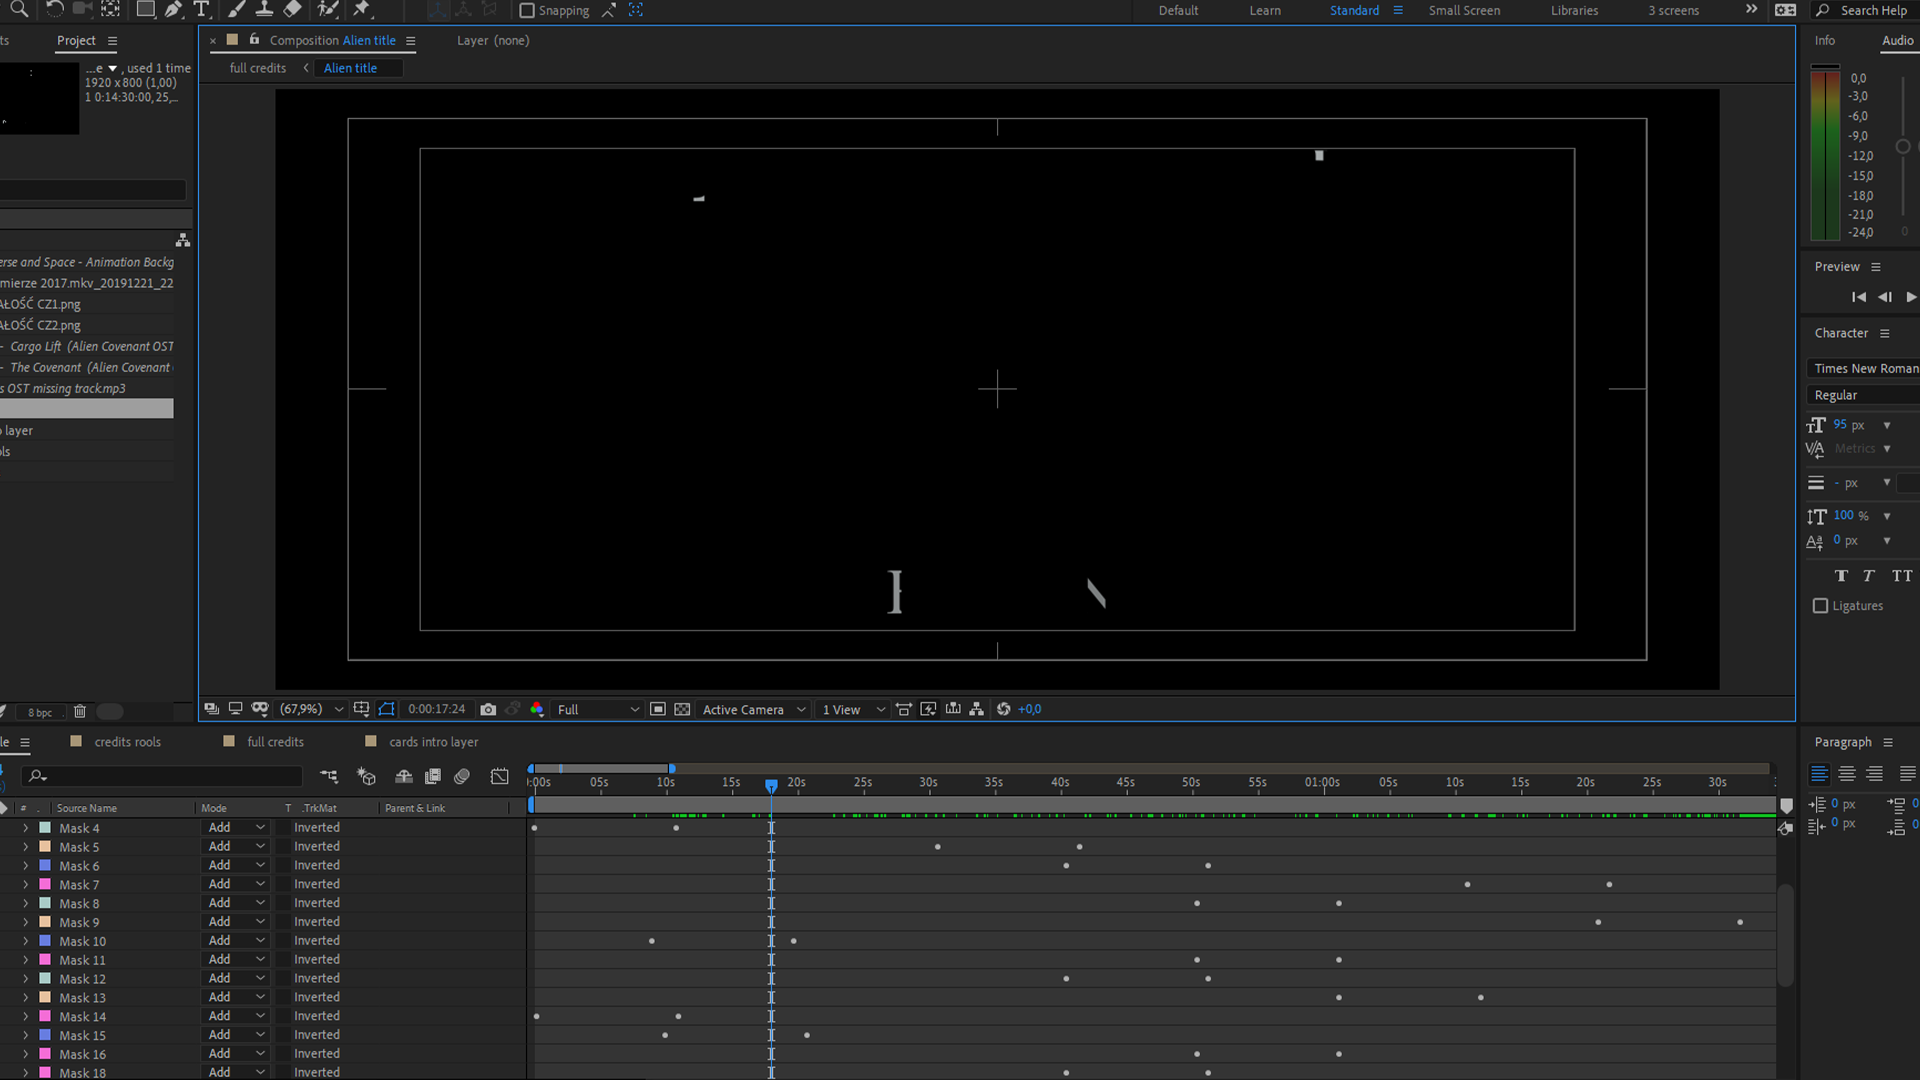 Snapping
Default Learn Standard Small Screen Libraries 3 screens Search Help
Project
Composition Alien title Layer (none)
Info Audio
full credits Alien title
...e , used 1 time
1920 x 800 (1,00)
1 0:14:30:00, 25,...
0,0
-3,0
-6,0
-9,0
-12,0
-15,0
-18,0
-21,0
-24,0
0
Preview
Character
Times New Roman
Regular
95 px
Metrics
- px
100 %
0 px
T T TT
Ligatures
erse and Space - Animation Backg
mierze 2017.mkv_20191221_22
AŁOŚĆ CZ1.png
AŁOŚĆ CZ2.png
- Cargo Lift (Alien Covenant OST
- The Covenant (Alien Covenant
s OST missing track.mp3
layer
ols
8 bpc
(67,9%) 0:00:17:24 Full Active Camera 1 View +0,0
le credits rools full credits cards intro layer
Paragraph
0 px 0
0 px 0
:00s 05s 10s 15s 20s 25s 30s 35s 40s 45s 50s 55s 01:00s 05s 10s 15s 20s 25s 30s
# Source Name Mode T .TrkMat Parent & Link
Mask 4 Add Inverted
Mask 5 Add Inverted
Mask 6 Add Inverted
Mask 7 Add Inverted
Mask 8 Add Inverted
Mask 9 Add Inverted
Mask 10 Add Inverted
Mask 11 Add Inverted
Mask 12 Add Inverted
Mask 13 Add Inverted
Mask 14 Add Inverted
Mask 15 Add Inverted
Mask 16 Add Inverted
Mask 18 Add Inverted